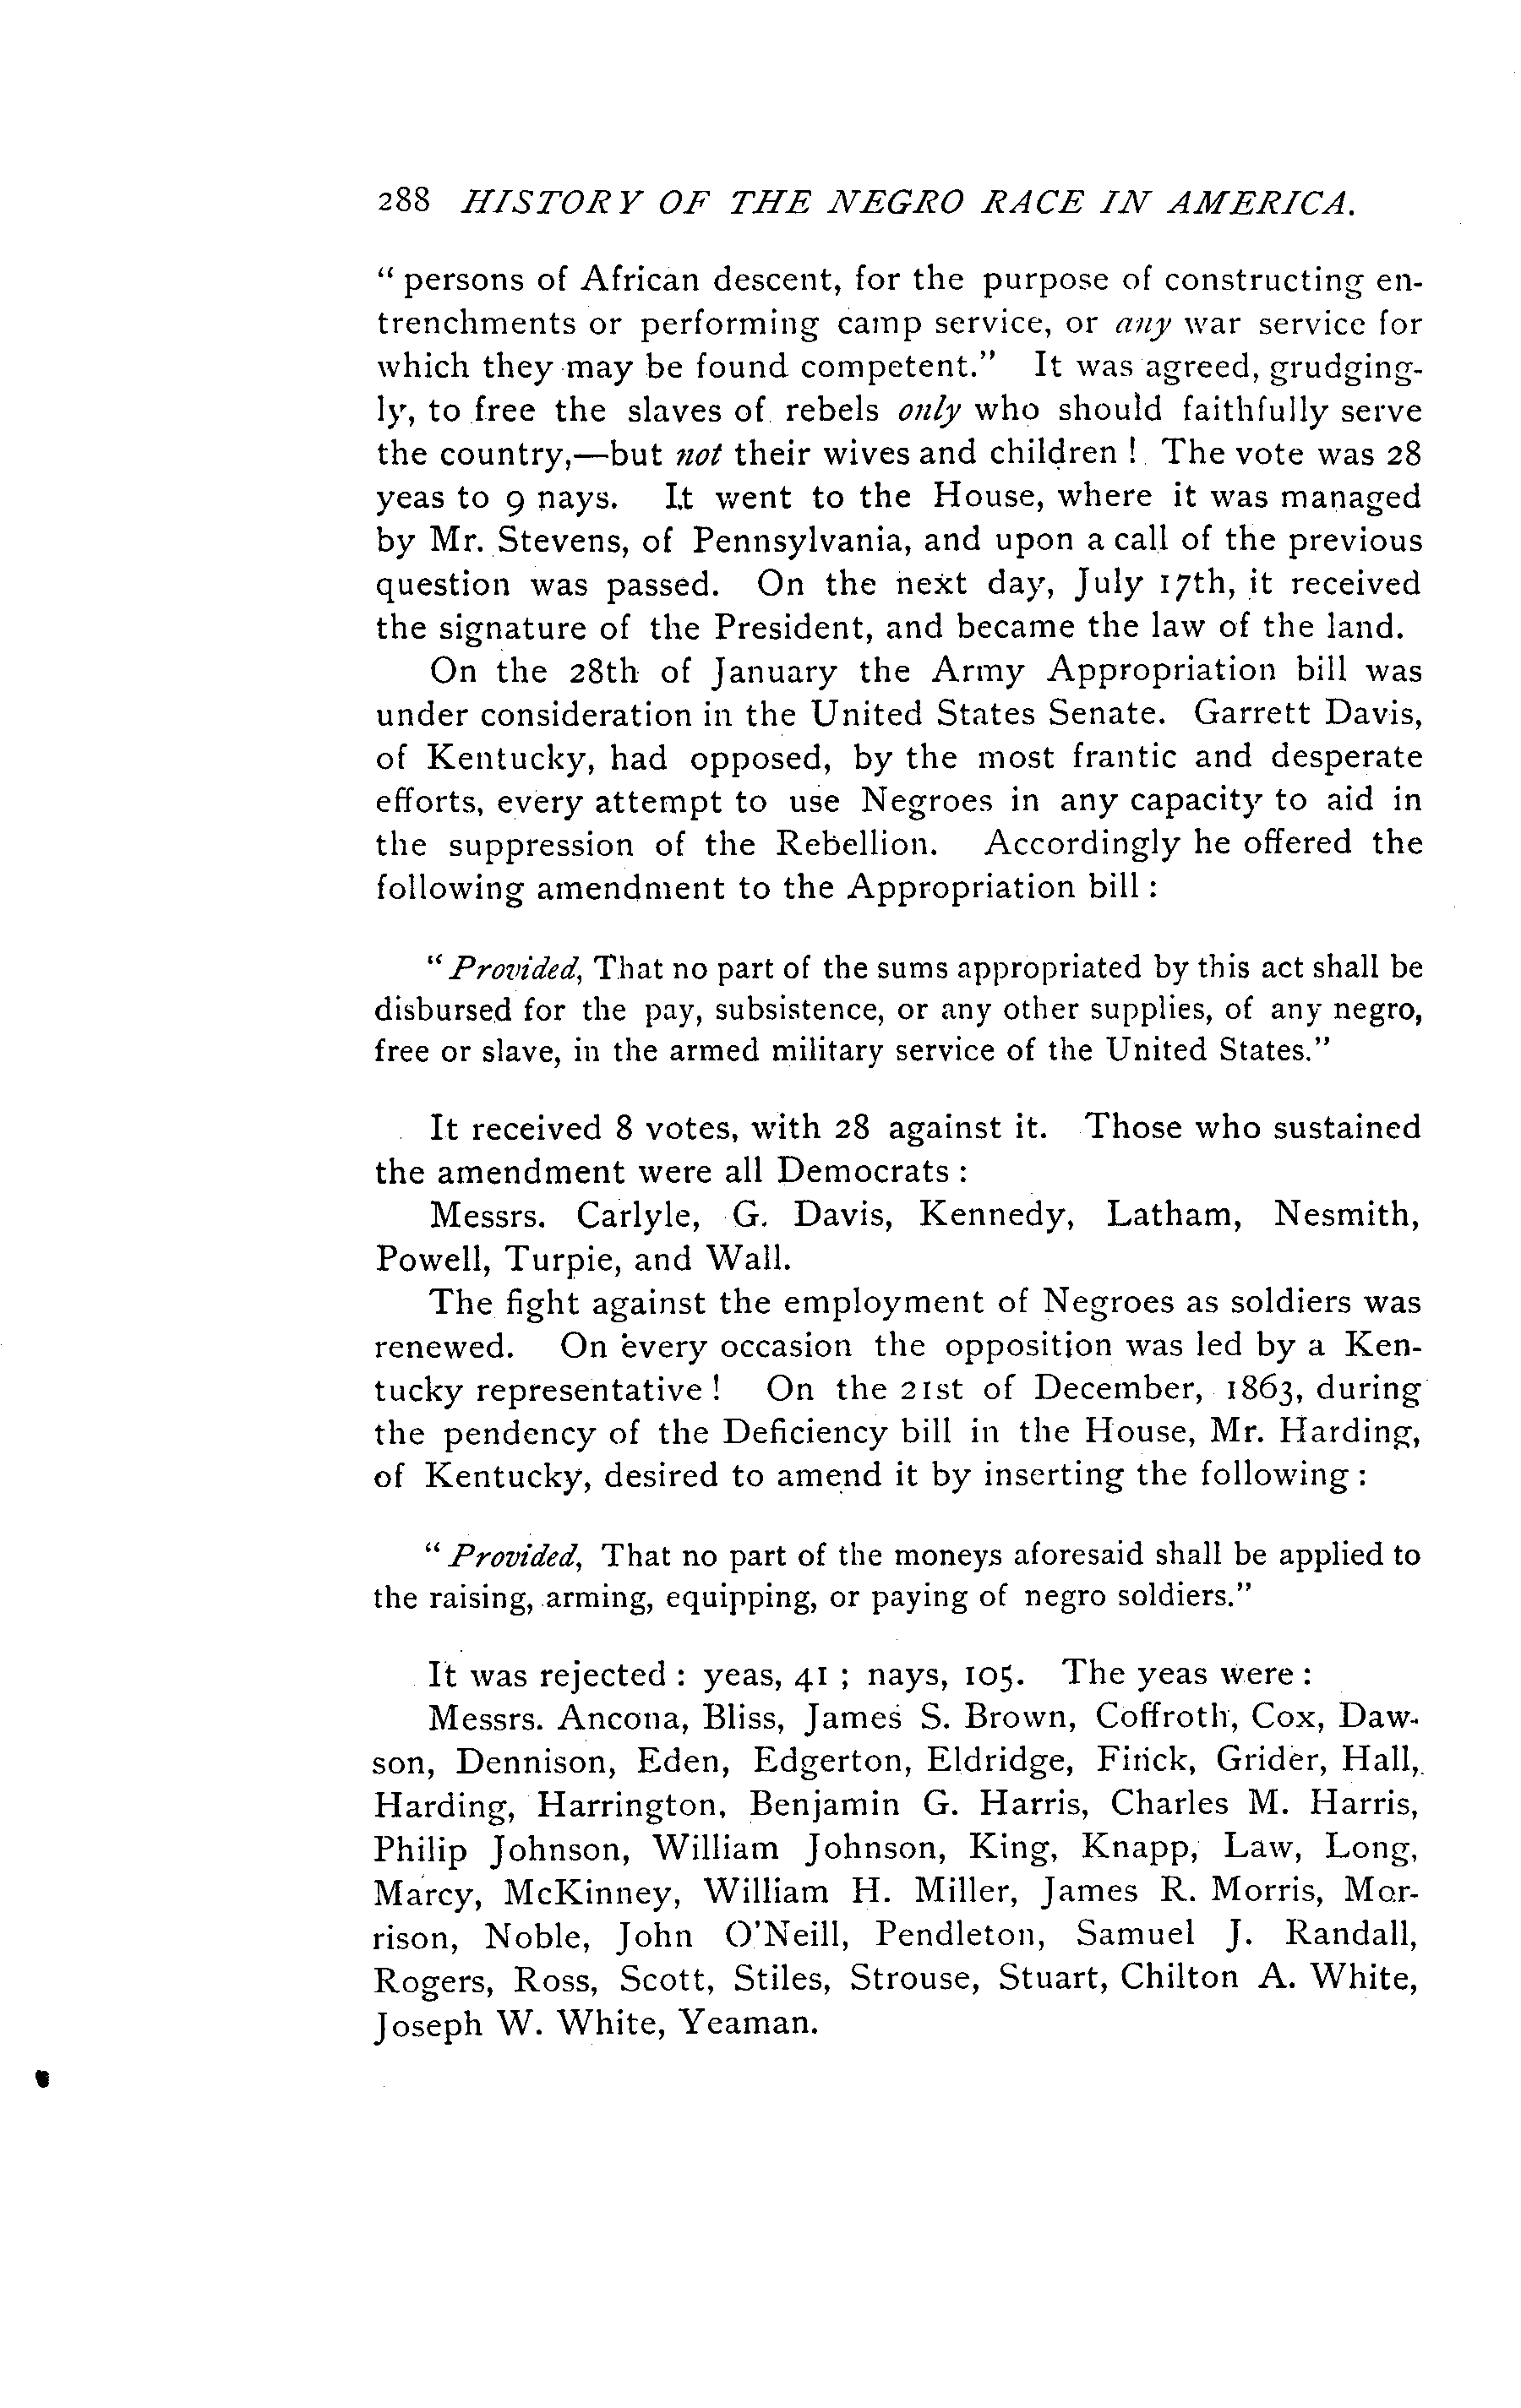 288 HISTORY OF THE NEGRO RACE IN AMERICA.
“ persons of African descent, for the purpose of constructing en-
trenchments or performing camp service, or any war service for
which they may be found competent.” It was agreed, grudging-
ly, to free the slaves of rebels only who should faithfully serve
the country,—but not their wives and children ! The vote was 28
yeas to 9 nays. It went to the House, where it was managed
by Mr. Stevens, of Pennsylvania, and upon a call of the previous
question was passed. On the next day, July 17th, it received
the signature of the President, and became the law of the land.
On the 28th of January the Army Appropriation bill was
under consideration in the United States Senate. Garrett Davis,
of Kentucky, had opposed, by the most frantic and desperate
efforts, every attempt to use Negroes in any capacity to aid in
the suppression of the Rebellion. Accordingly he offered the
following amendment to the Appropriation bill :
“ Provided, That no part of the sums appropriated by this act shall be
disbursed for the pay, subsistence, or any other supplies, of any negro,
free or slave, in the armed military service of the United States.”
It received 8 votes, with 28 against it. Those who sustained
the amendment were all Democrats :
Messrs. Carlyle, G. Davis, Kennedy, Latham, Nesmith,
Powell, Turpie, and Wall.
The fight against the employment of Negroes as soldiers was
renewed. On every occasion the opposition was led by a Ken-
tucky representative ! On the 21st of December, 1863, during
the pendency of the Deficiency bill in the House, Mr. Harding,
of Kentucky, desired to amend it by inserting the following :
“ Provided, That no part of the moneys aforesaid shall be applied to
the raising, arming, equipping, or paying of negro soldiers.”
It was rejected : yeas, 41 ; nays, 105. The yeas were :
Messrs. Ancona, Bliss, James S. Brown, Coffroth, Cox, Daw-
son, Dennison, Eden, Edgerton, Eldridge, Finck, Grider, Hall,
Harding, Harrington, Benjamin G. Harris, Charles M. Harris,
Philip Johnson, William Johnson, King, Knapp, Law, Long,
Marcy, McKinney, William H. Miller, James R. Morris, Mor-
rison, Noble, John O'Neill, Pendleton, Samuel J. Randall,
Rogers, Ross, Scott, Stiles, Strouse, Stuart, Chilton A. White,
Joseph W. White, Yeaman.